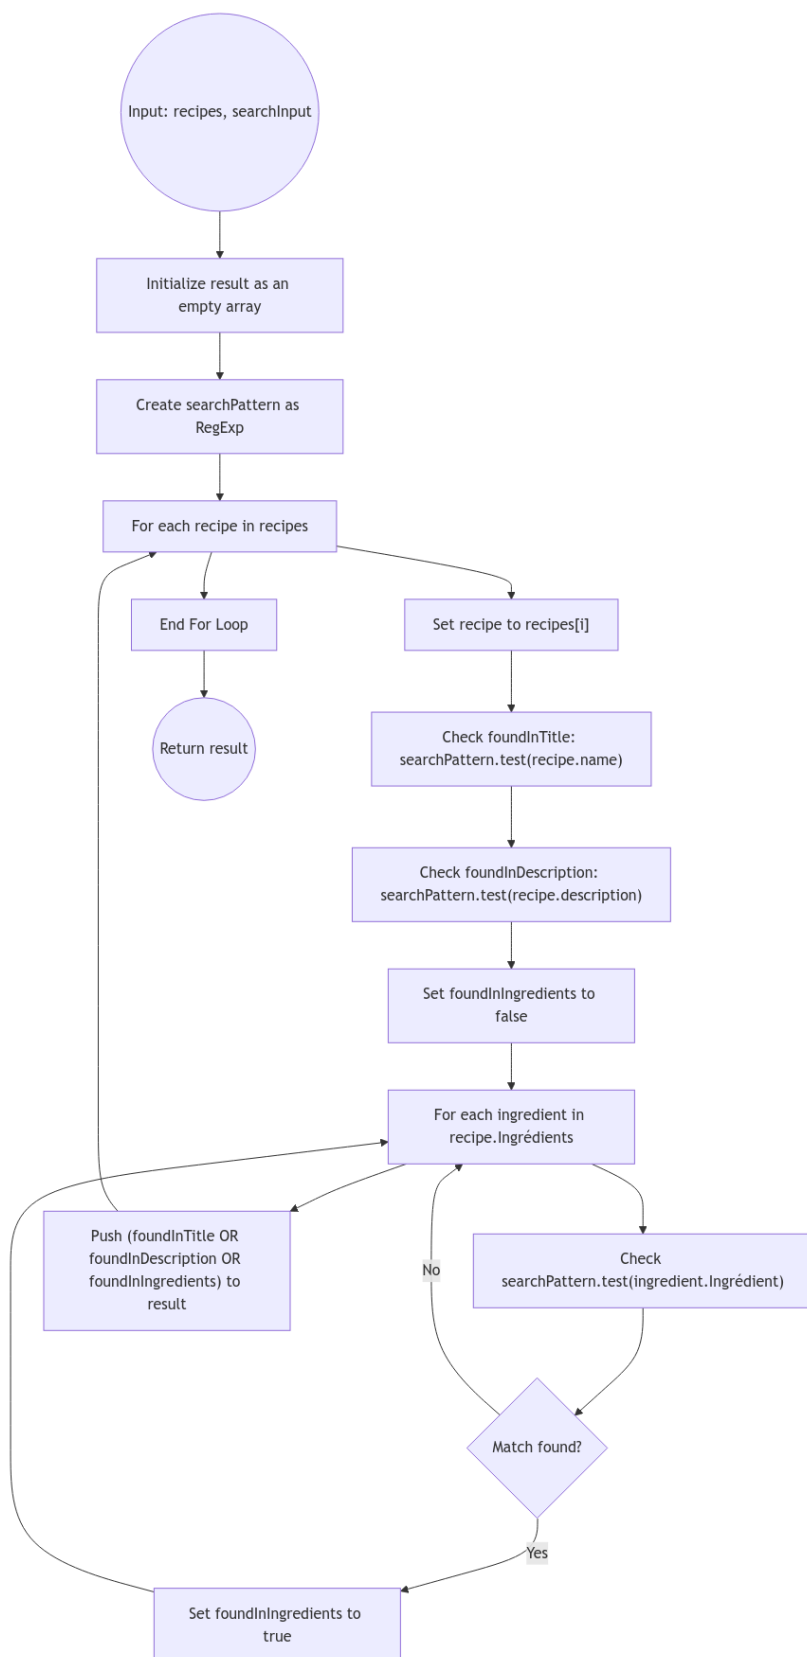 Input: recipes, searchInput
Initialize result as an
empty array
Create searchPattern as
RegExp
For each recipe in recipes
End For Loop
Set recipe to recipes[i]
Return result
Check foundInTitle:
searchPattern.test(recipe.name)
Check foundInDescription:
searchPattern.test(recipe.description)
Set foundInIngredients to
false
For each ingredient in
recipe.Ingrédients
Push (foundInTitle OR
foundInDescription OR
foundInIngredients) to
result
No
Check
searchPattern.test(ingredient.Ingrédient)
Match found?
Yes
Set foundInIngredients to
true